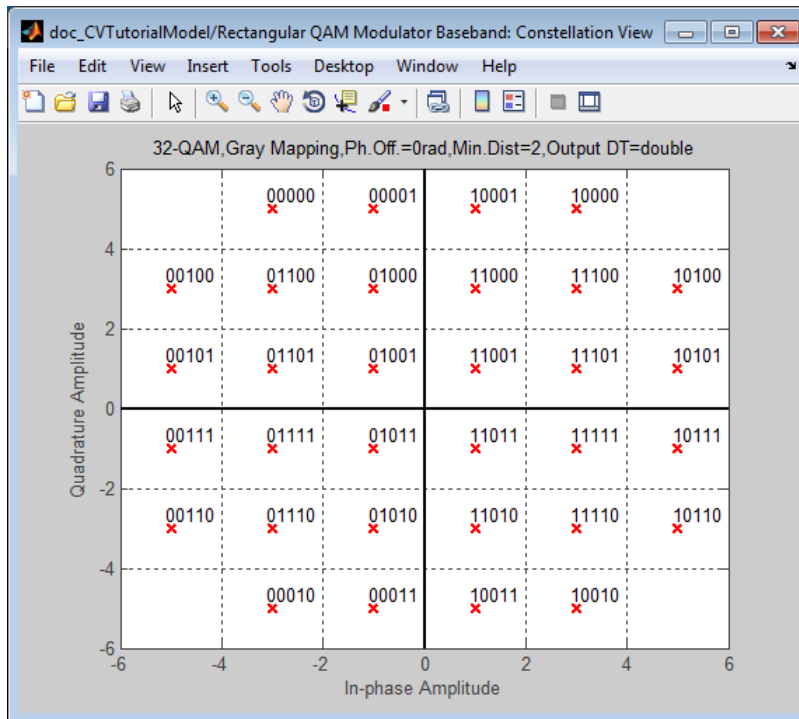 doc_CVTutorialModel/Rectangular QAM Modulator Baseband: Constellation View
File Edit View Insert Tools Desktop Window Help
32-QAM,Gray Mapping,Ph.Off.=0rad,Min.Dist=2,Output DT=double
6
00000 00001 10001 10000
4
00100 01100 01000 11000 11100 10100
2
00101 01101 01001 11001 11101 10101
Quadrature Amplitude
0
00111 01111 01011 11011 11111 10111
-2
00110 01110 01010 11010 11110 10110
-4
00010 00011 10011 10010
-6
-6 -4 -2 0 2 4 6
In-phase Amplitude